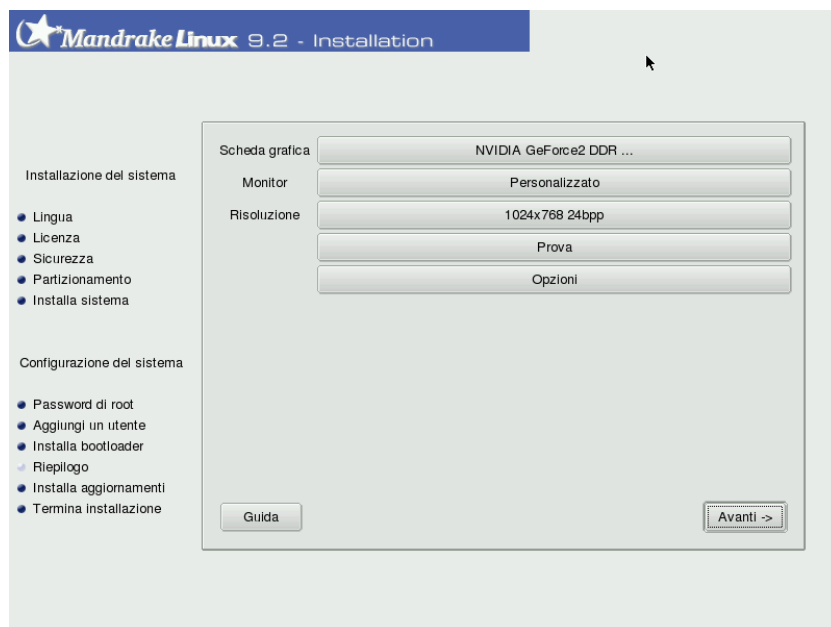 MandrakeLinux 9.2 - Installation
Installazione del sistema
Lingua
Licenza
Sicurezza
Partizionamento
Installa sistema
Configurazione del sistema
Password di root
Aggiungi un utente
Installa bootloader
Riepilogo
Installa aggiornamenti
Termina installazione
Scheda grafica NVIDIA GeForce2 DDR ...
Monitor Personalizzato
Risoluzione 1024x768 24bpp
Prova
Opzioni
Guida Avanti ->